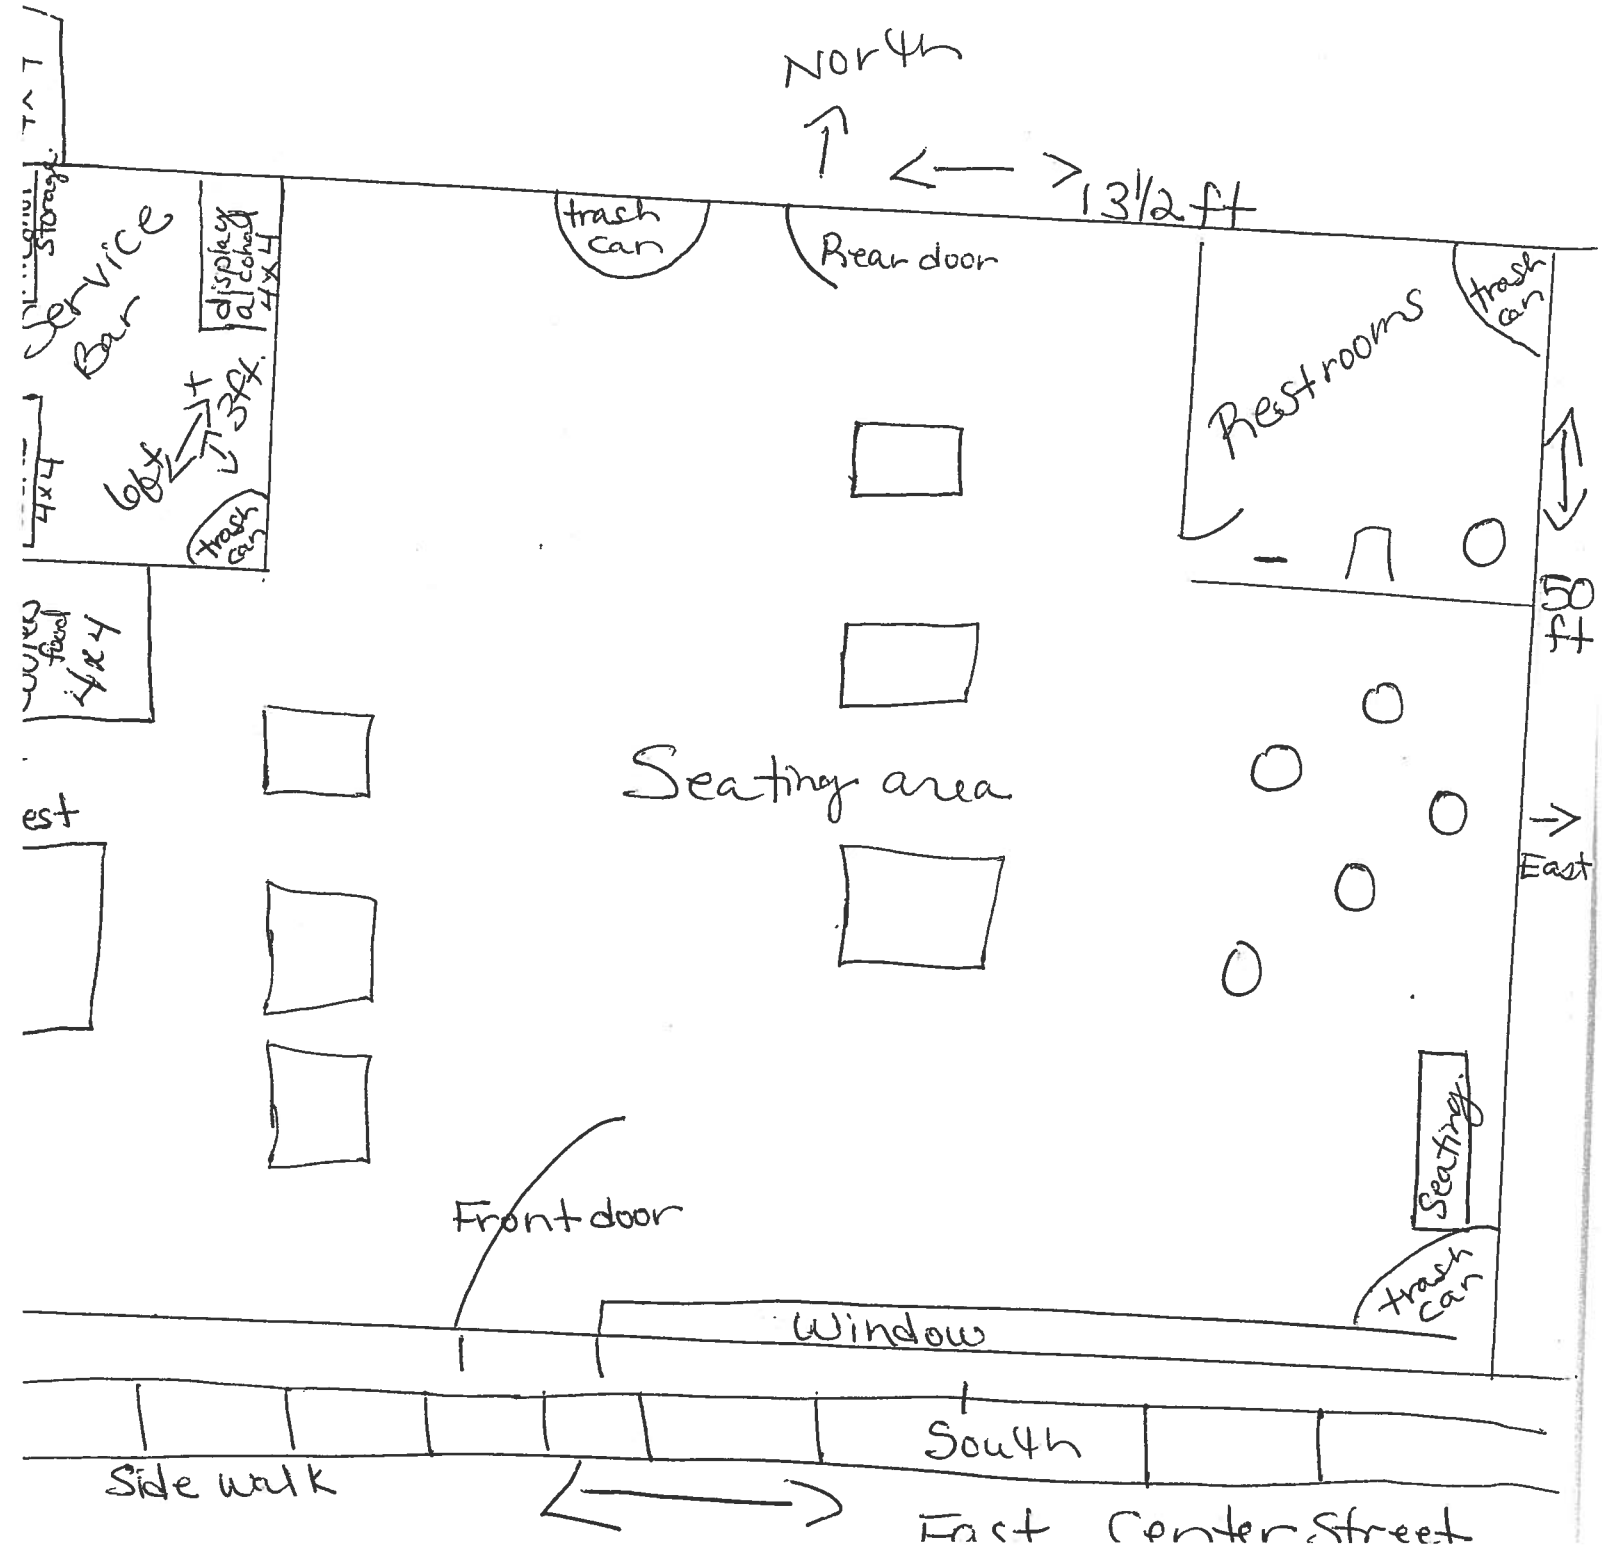 North
13½ ft
storage.
Service
Bar
display
alcohol
4x4
trash
can
Rear door
Restrooms
trash
can
6ft
3ft.
4x4
trash
can
50
ft
food
4x4
Seating area
est
East
Seating.
Front door
trash
can
Window
South
Side walk
East Center Street